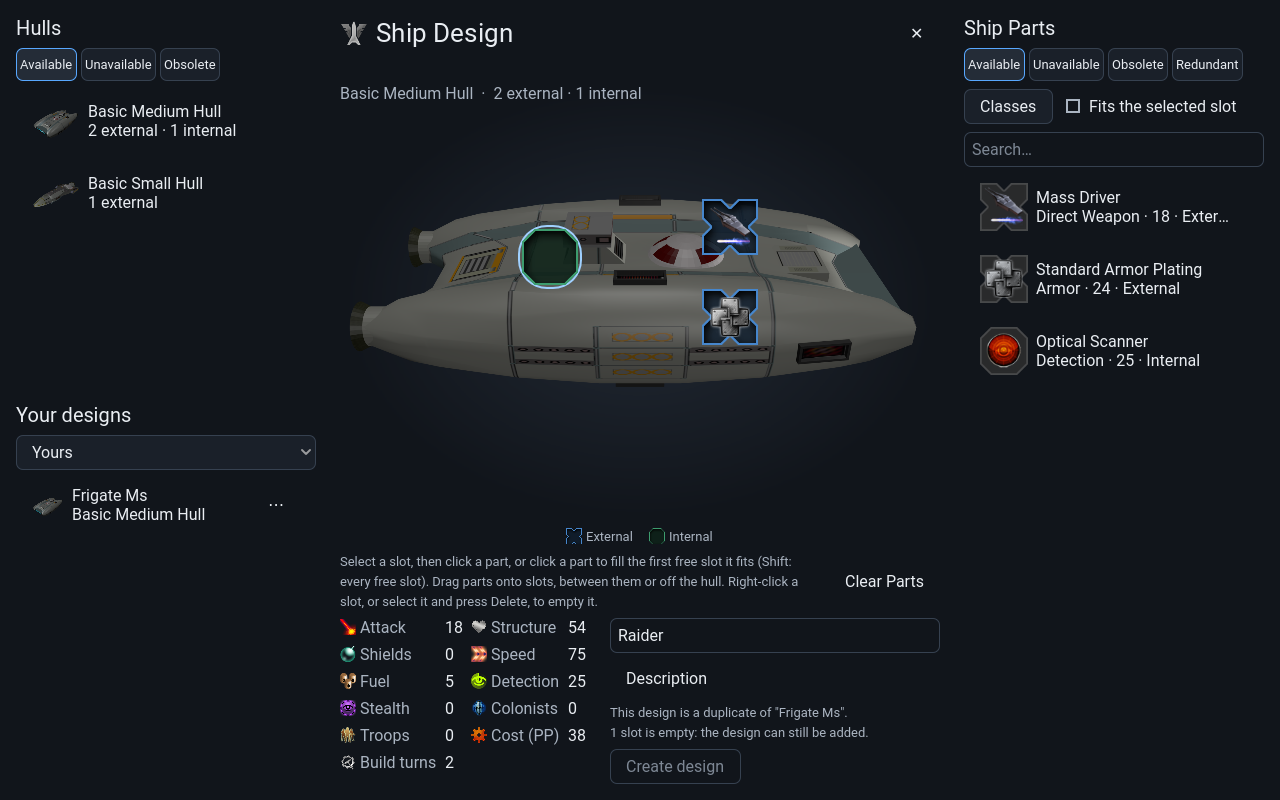 Hulls
Available
Unavailable
Obsolete
Basic Medium Hull
2 external · 1 internal
Basic Small Hull
1 external
Your designs
Yours
Frigate Ms
Basic Medium Hull
...
Ship Design
×
Basic Medium Hull · 2 external · 1 internal
External
Internal
Select a slot, then click a part, or click a part to fill the first free slot it fits (Shift:
every free slot). Drag parts onto slots, between them or off the hull. Right-click a
slot, or select it and press Delete, to empty it.
Clear Parts
Attack 18
Structure 54
Shields 0
Speed 75
Fuel 5
Detection 25
Stealth 0
Colonists 0
Troops 0
Cost (PP) 38
Build turns 2
Raider
Description
This design is a duplicate of "Frigate Ms".
1 slot is empty: the design can still be added.
Create design
Ship Parts
Available
Unavailable
Obsolete
Redundant
Classes
Fits the selected slot
Search…
Mass Driver
Direct Weapon · 18 · Exter…
Standard Armor Plating
Armor · 24 · External
Optical Scanner
Detection · 25 · Internal